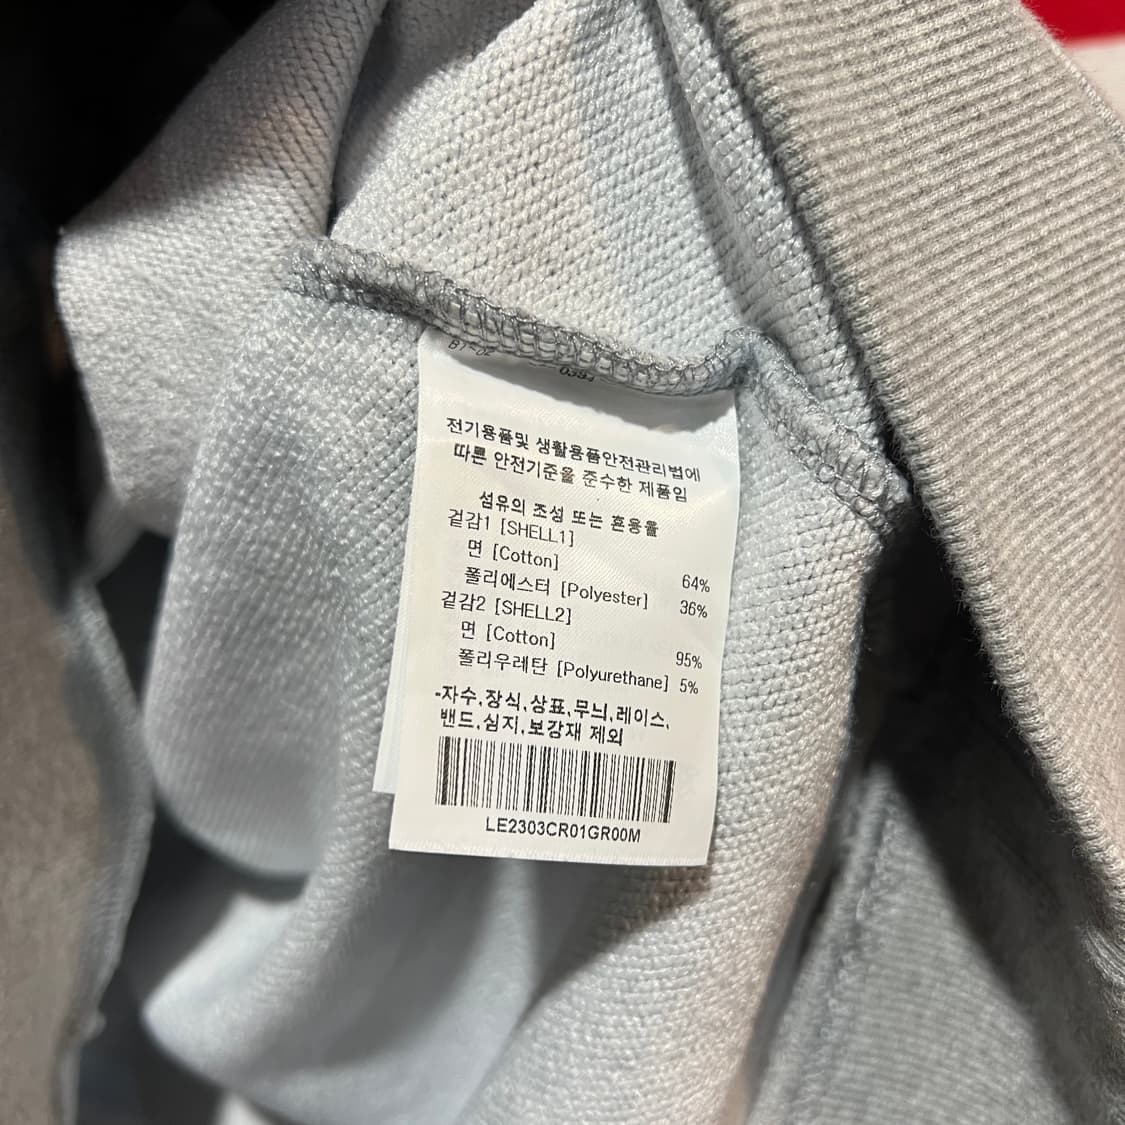 전기용품및 생활용품안전관리법에
따른 안전기준을 준수한 제품임
섬유의 조성 또는 혼용율
겉감1 [SHELL1]
면 [Cotton] 64%
폴리에스터 [Polyester] 36%
겉감2 [SHELL2]
면 [Cotton] 95%
폴리우레탄 [Polyurethane] 5%
-자수,장식,상표,무늬,레이스,
밴드,심지,보강재 제외
LE2303CR01GR00M